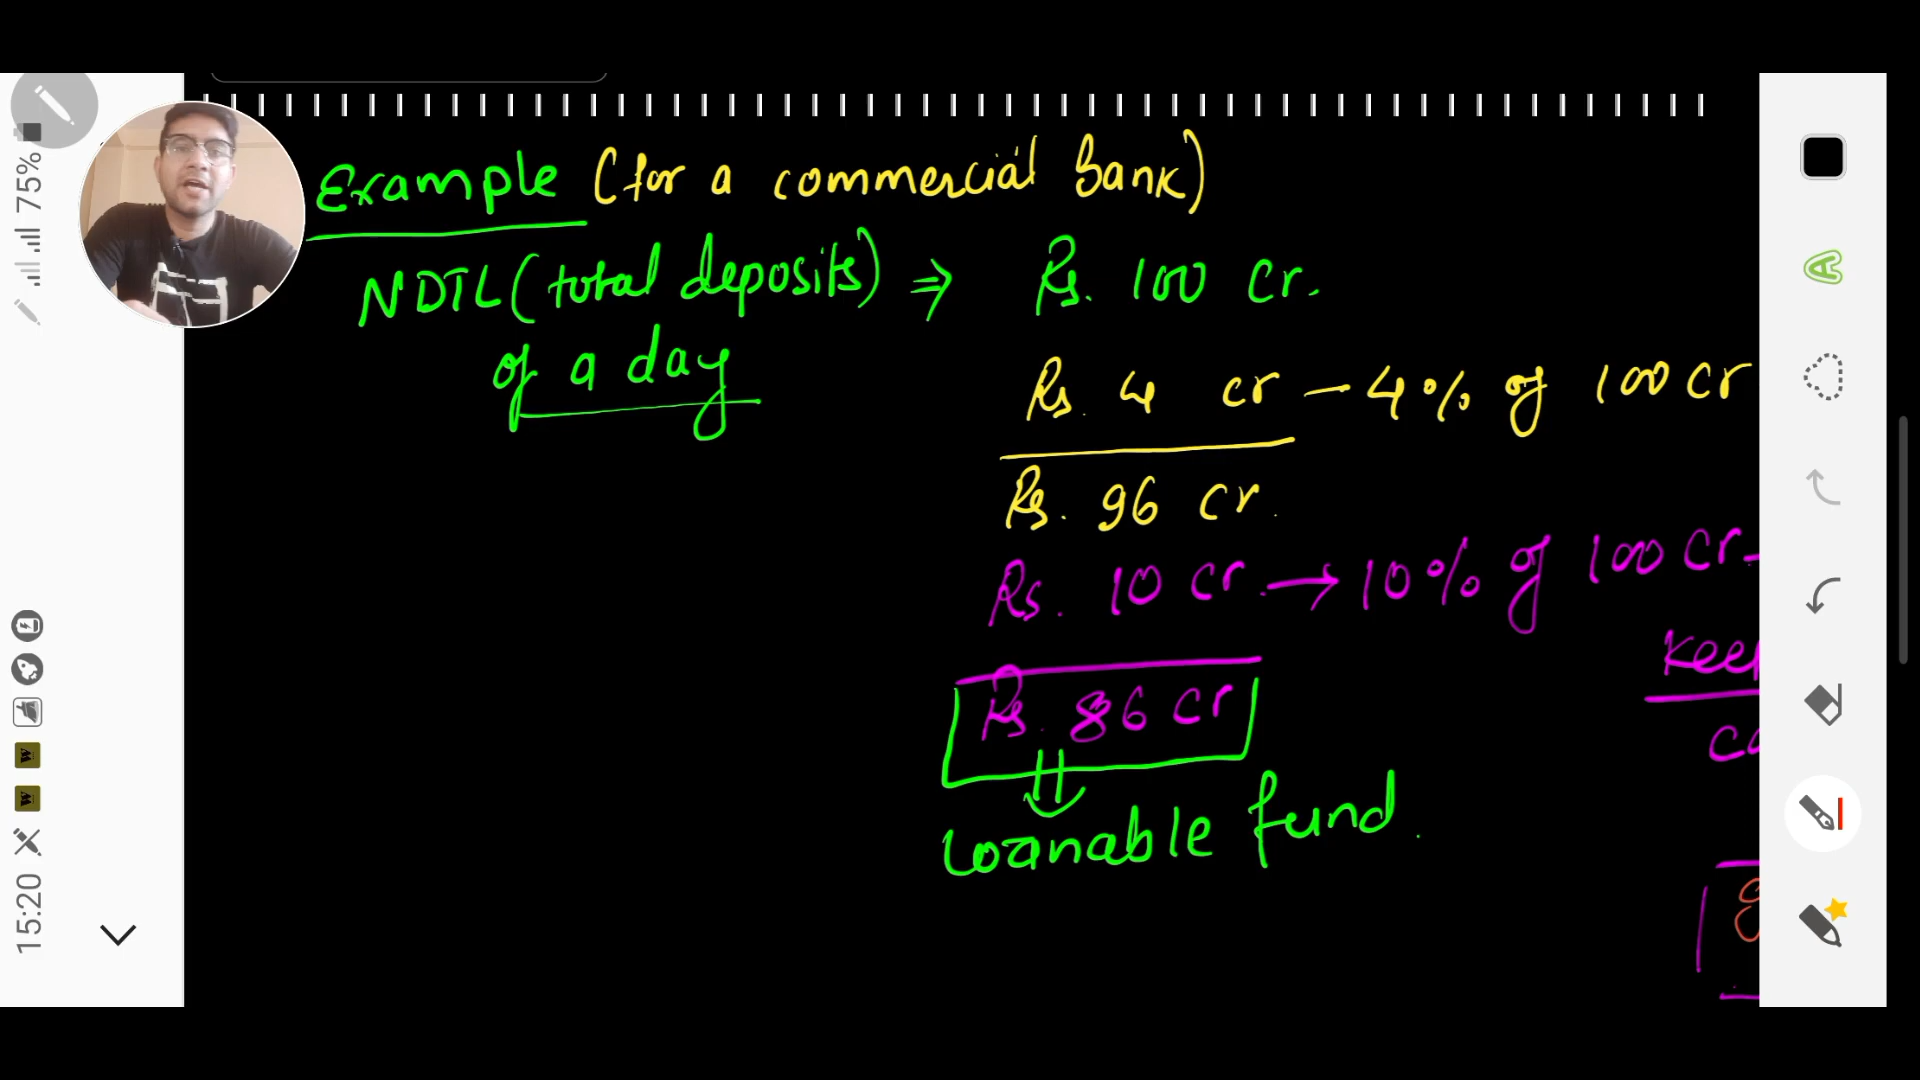 Example (for a commercial Bank)
NDTL (total deposits) ⇒ Rs. 100 Cr.
of a day
Rs. 4 cr — 4% of 100 cr
Rs. 96 Cr.
Rs. 10 Cr. → 10% of 100 Cr-
Keep
Rs. 86 Cr
Loanable fund.
75%
15:20